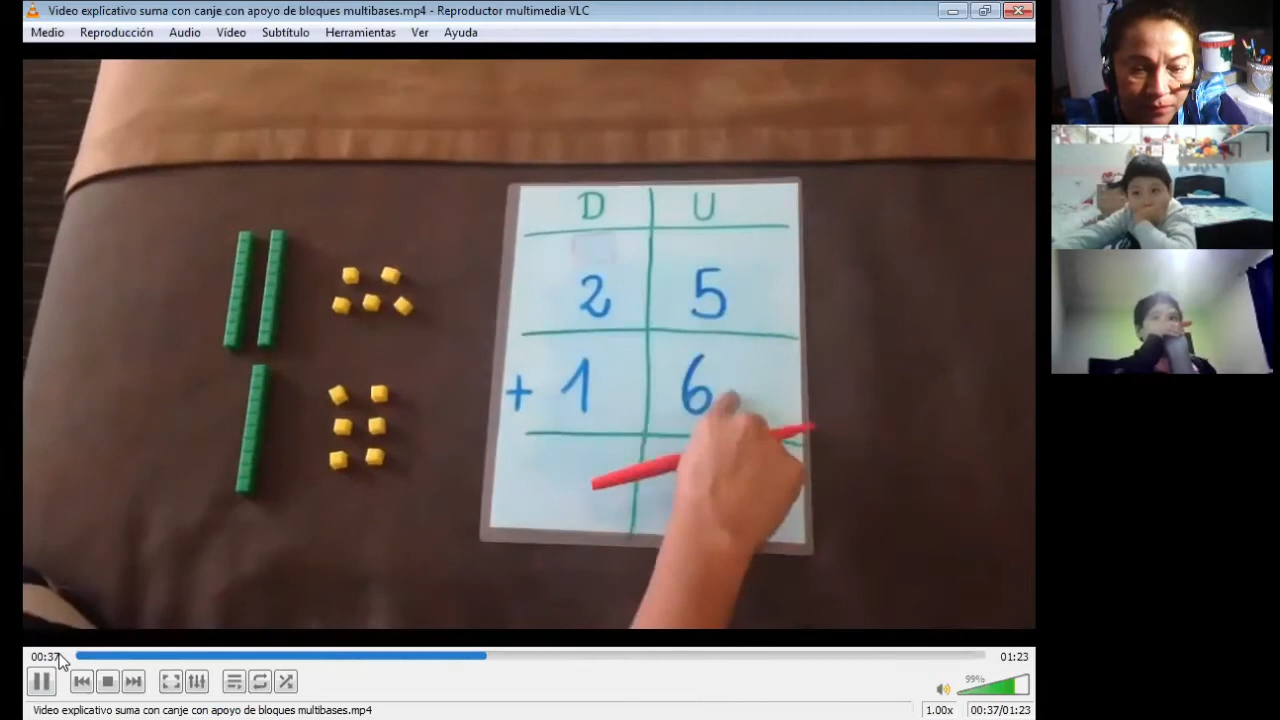 Video explicativo suma con canje con apoyo de bloques multibases.mp4 - Reproductor multimedia VLC
Medio Reproducción Audio Vídeo Subtítulo Herramientas Ver Ayuda
D U
2 5
+ 1 6
00:37 01:23
99%
Video explicativo suma con canje con apoyo de bloques multibases.mp4 1.00x 00:37/01:23